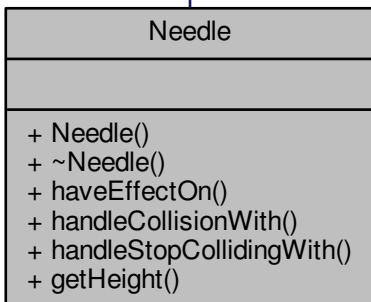 Needle
+ Needle()
+ ~Needle()
+ haveEffectOn()
+ handleCollisionWith()
+ handleStopCollidingWith()
+ getHeight()